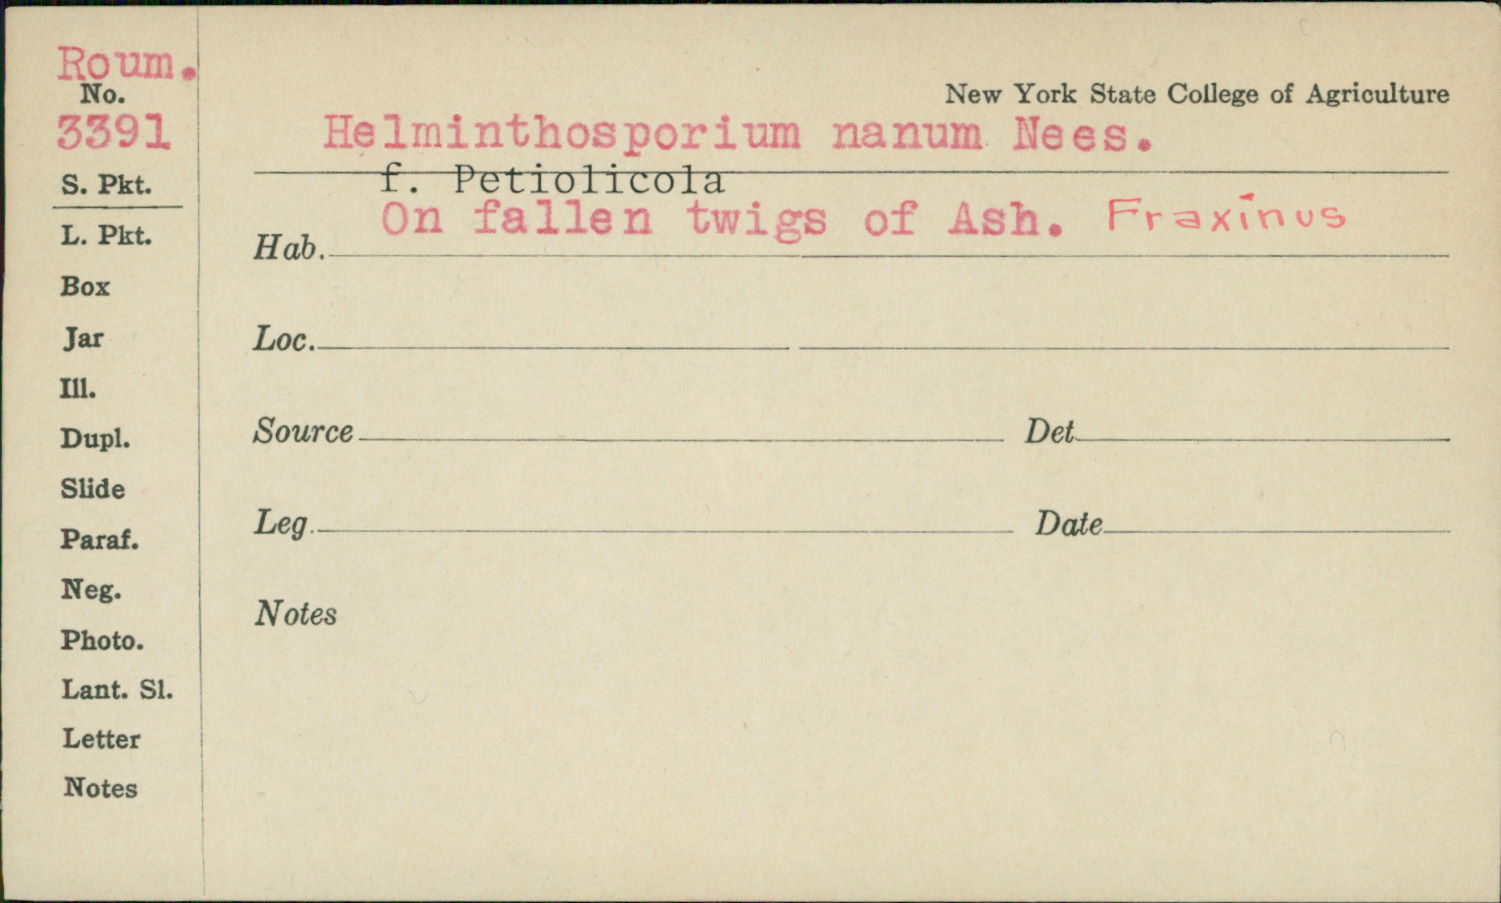 Roum.
No.
3391
S. Pkt.
L. Pkt.
Box
Jar
Ill.
Dupl.
Slide
Paraf.
Neg.
Photo.
Lant. Sl.
Letter
Notes
New York State College of Agriculture
Helminthosporium nanum Nees.
f. Petiolicola
On fallen twigs of Ash. Fraxinus
Hab.
Loc.
Source Det.
Leg. Date
Notes